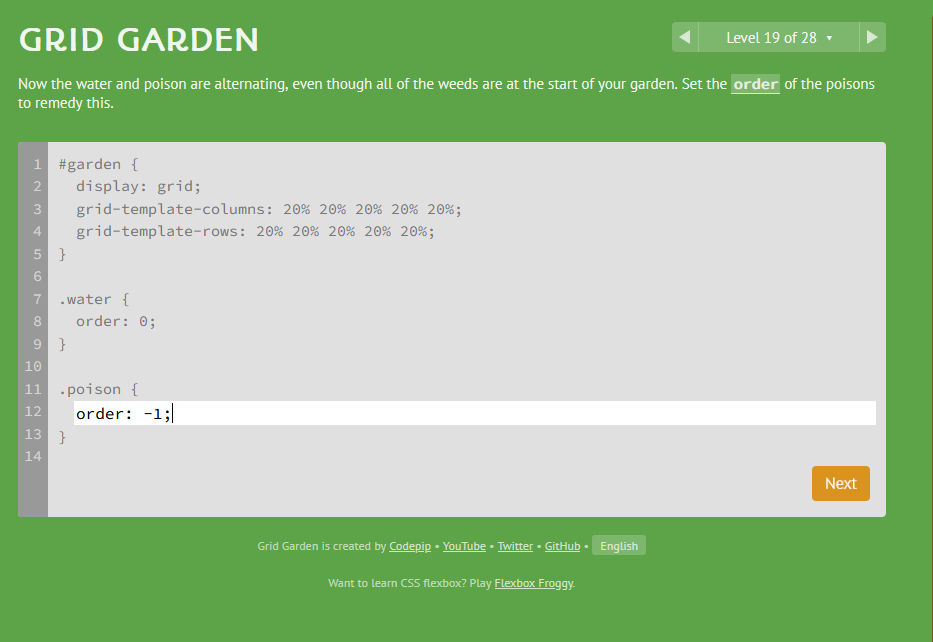 GRID GARDEN
Level 19 of 28 ▾
Now the water and poison are alternating, even though all of the weeds are at the start of your garden. Set the order of the poisons
to remedy this.
1 #garden {
2   display: grid;
3   grid-template-columns: 20% 20% 20% 20% 20%;
4   grid-template-rows: 20% 20% 20% 20% 20%;
5 }
6
7 .water {
8   order: 0;
9 }
10
11 .poison {
12   order: -1;
13 }
14
Next
Grid Garden is created by Codepip • YouTube • Twitter • GitHub • English
Want to learn CSS flexbox? Play Flexbox Froggy.